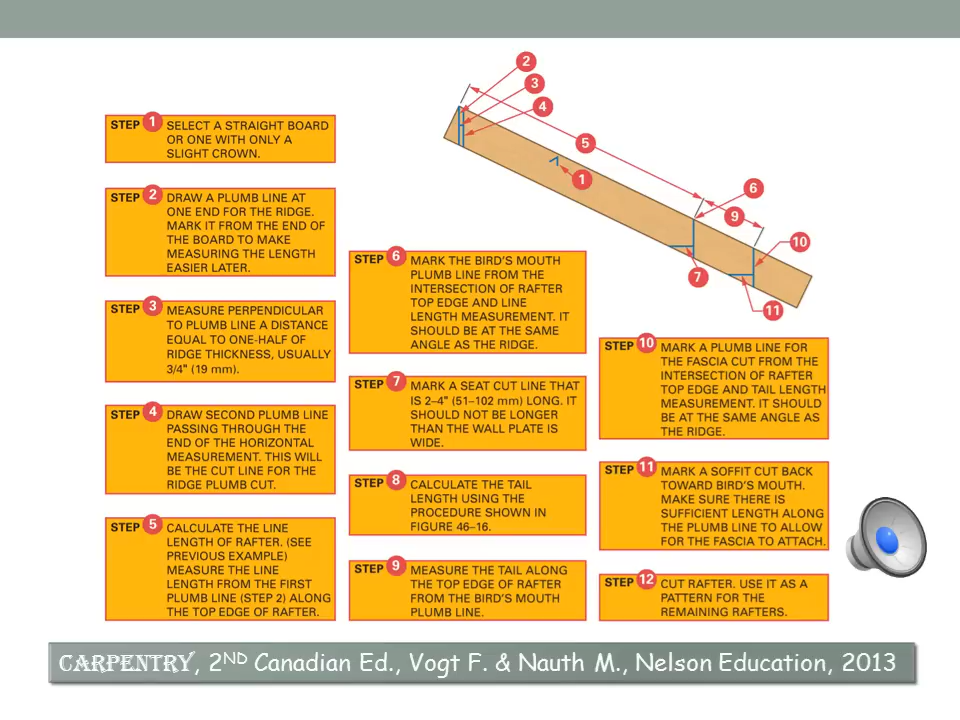 STEP 1 SELECT A STRAIGHT BOARD
OR ONE WITH ONLY A
SLIGHT CROWN.
STEP 2 DRAW A PLUMB LINE AT
ONE END FOR THE RIDGE.
MARK IT FROM THE END OF
THE BOARD TO MAKE
MEASURING THE LENGTH
EASIER LATER.
STEP 3 MEASURE PERPENDICULAR
TO PLUMB LINE A DISTANCE
EQUAL TO ONE-HALF OF
RIDGE THICKNESS, USUALLY
3/4" (19 mm).
STEP 4 DRAW SECOND PLUMB LINE
PASSING THROUGH THE
END OF THE HORIZONTAL
MEASUREMENT. THIS WILL
BE THE CUT LINE FOR THE
RIDGE PLUMB CUT.
STEP 5 CALCULATE THE LINE
LENGTH OF RAFTER. (SEE
PREVIOUS EXAMPLE)
MEASURE THE LINE
LENGTH FROM THE FIRST
PLUMB LINE (STEP 2) ALONG
THE TOP EDGE OF RAFTER.
STEP 6 MARK THE BIRD'S MOUTH
PLUMB LINE FROM THE
INTERSECTION OF RAFTER
TOP EDGE AND LINE
LENGTH MEASUREMENT. IT
SHOULD BE AT THE SAME
ANGLE AS THE RIDGE.
STEP 7 MARK A SEAT CUT LINE THAT
IS 2–4" (51–102 mm) LONG. IT
SHOULD NOT BE LONGER
THAN THE WALL PLATE IS
WIDE.
STEP 8 CALCULATE THE TAIL
LENGTH USING THE
PROCEDURE SHOWN IN
FIGURE 46–16.
STEP 9 MEASURE THE TAIL ALONG
THE TOP EDGE OF RAFTER
FROM THE BIRD'S MOUTH
PLUMB LINE.
2
3
4
5
1
6
9
10
7
11
STEP 10 MARK A PLUMB LINE FOR
THE FASCIA CUT FROM THE
INTERSECTION OF RAFTER
TOP EDGE AND TAIL LENGTH
MEASUREMENT. IT SHOULD
BE AT THE SAME ANGLE AS
THE RIDGE.
STEP 11 MARK A SOFFIT CUT BACK
TOWARD BIRD'S MOUTH.
MAKE SURE THERE IS
SUFFICIENT LENGTH ALONG
THE PLUMB LINE TO ALLOW
FOR THE FASCIA TO ATTACH.
STEP 12 CUT RAFTER. USE IT AS A
PATTERN FOR THE
REMAINING RAFTERS.
CARPENTRY, 2ND Canadian Ed., Vogt F. & Nauth M., Nelson Education, 2013